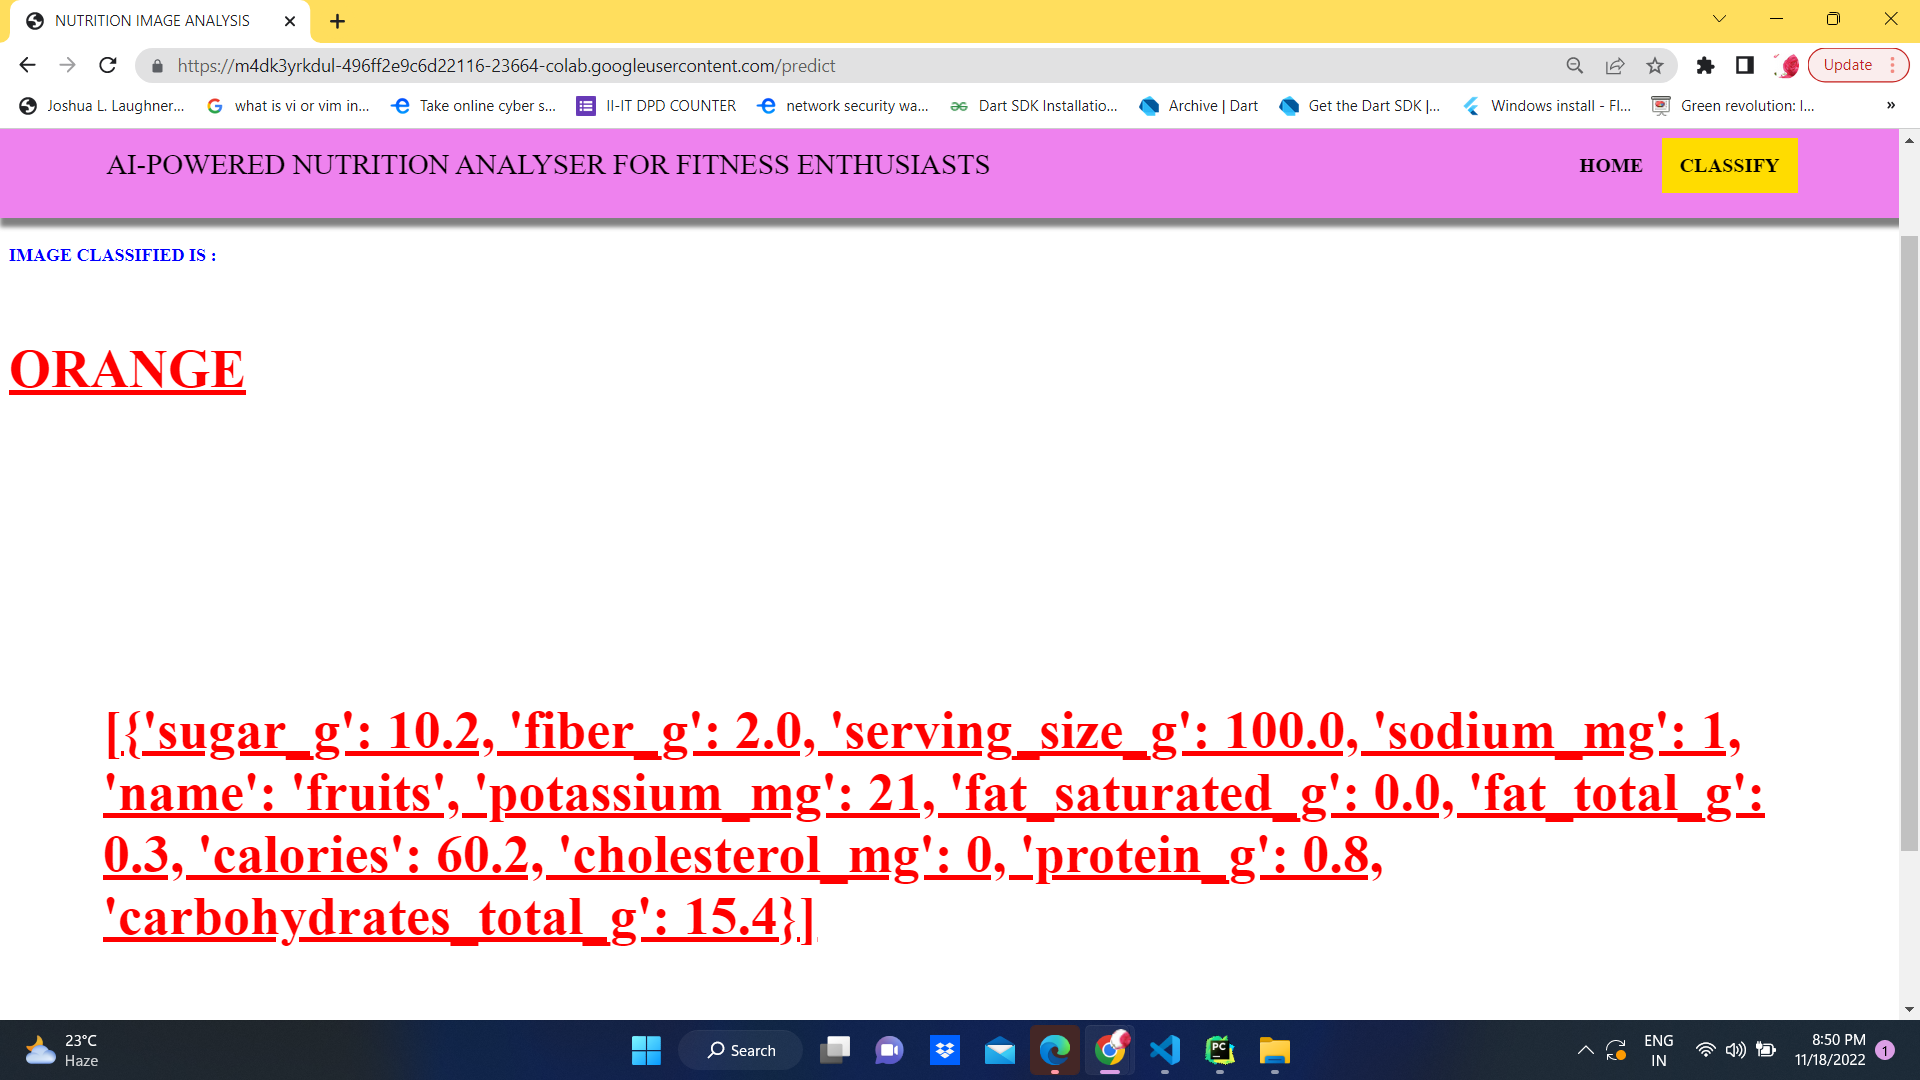 NUTRITION IMAGE ANALYSIS
https://m4dk3yrkdul-496ff2e9c6d22116-23664-colab.googleusercontent.com/predict
Update
Joshua L. Laughner...
what is vi or vim in...
Take online cyber s...
II-IT DPD COUNTER
network security wa...
Dart SDK Installatio...
Archive | Dart
Get the Dart SDK |...
Windows install - Fl...
Green revolution: I...
»
AI-POWERED NUTRITION ANALYSER FOR FITNESS ENTHUSIASTS
HOME
CLASSIFY
IMAGE CLASSIFIED IS :
ORANGE
[{'sugar_g': 10.2, 'fiber_g': 2.0, 'serving_size_g': 100.0, 'sodium_mg': 1,
'name': 'fruits', 'potassium_mg': 21, 'fat_saturated_g': 0.0, 'fat_total_g':
0.3, 'calories': 60.2, 'cholesterol_mg': 0, 'protein_g': 0.8,
'carbohydrates_total_g': 15.4}]
23°C
Haze
Search
PC
ENG
IN
8:50 PM
11/18/2022
1